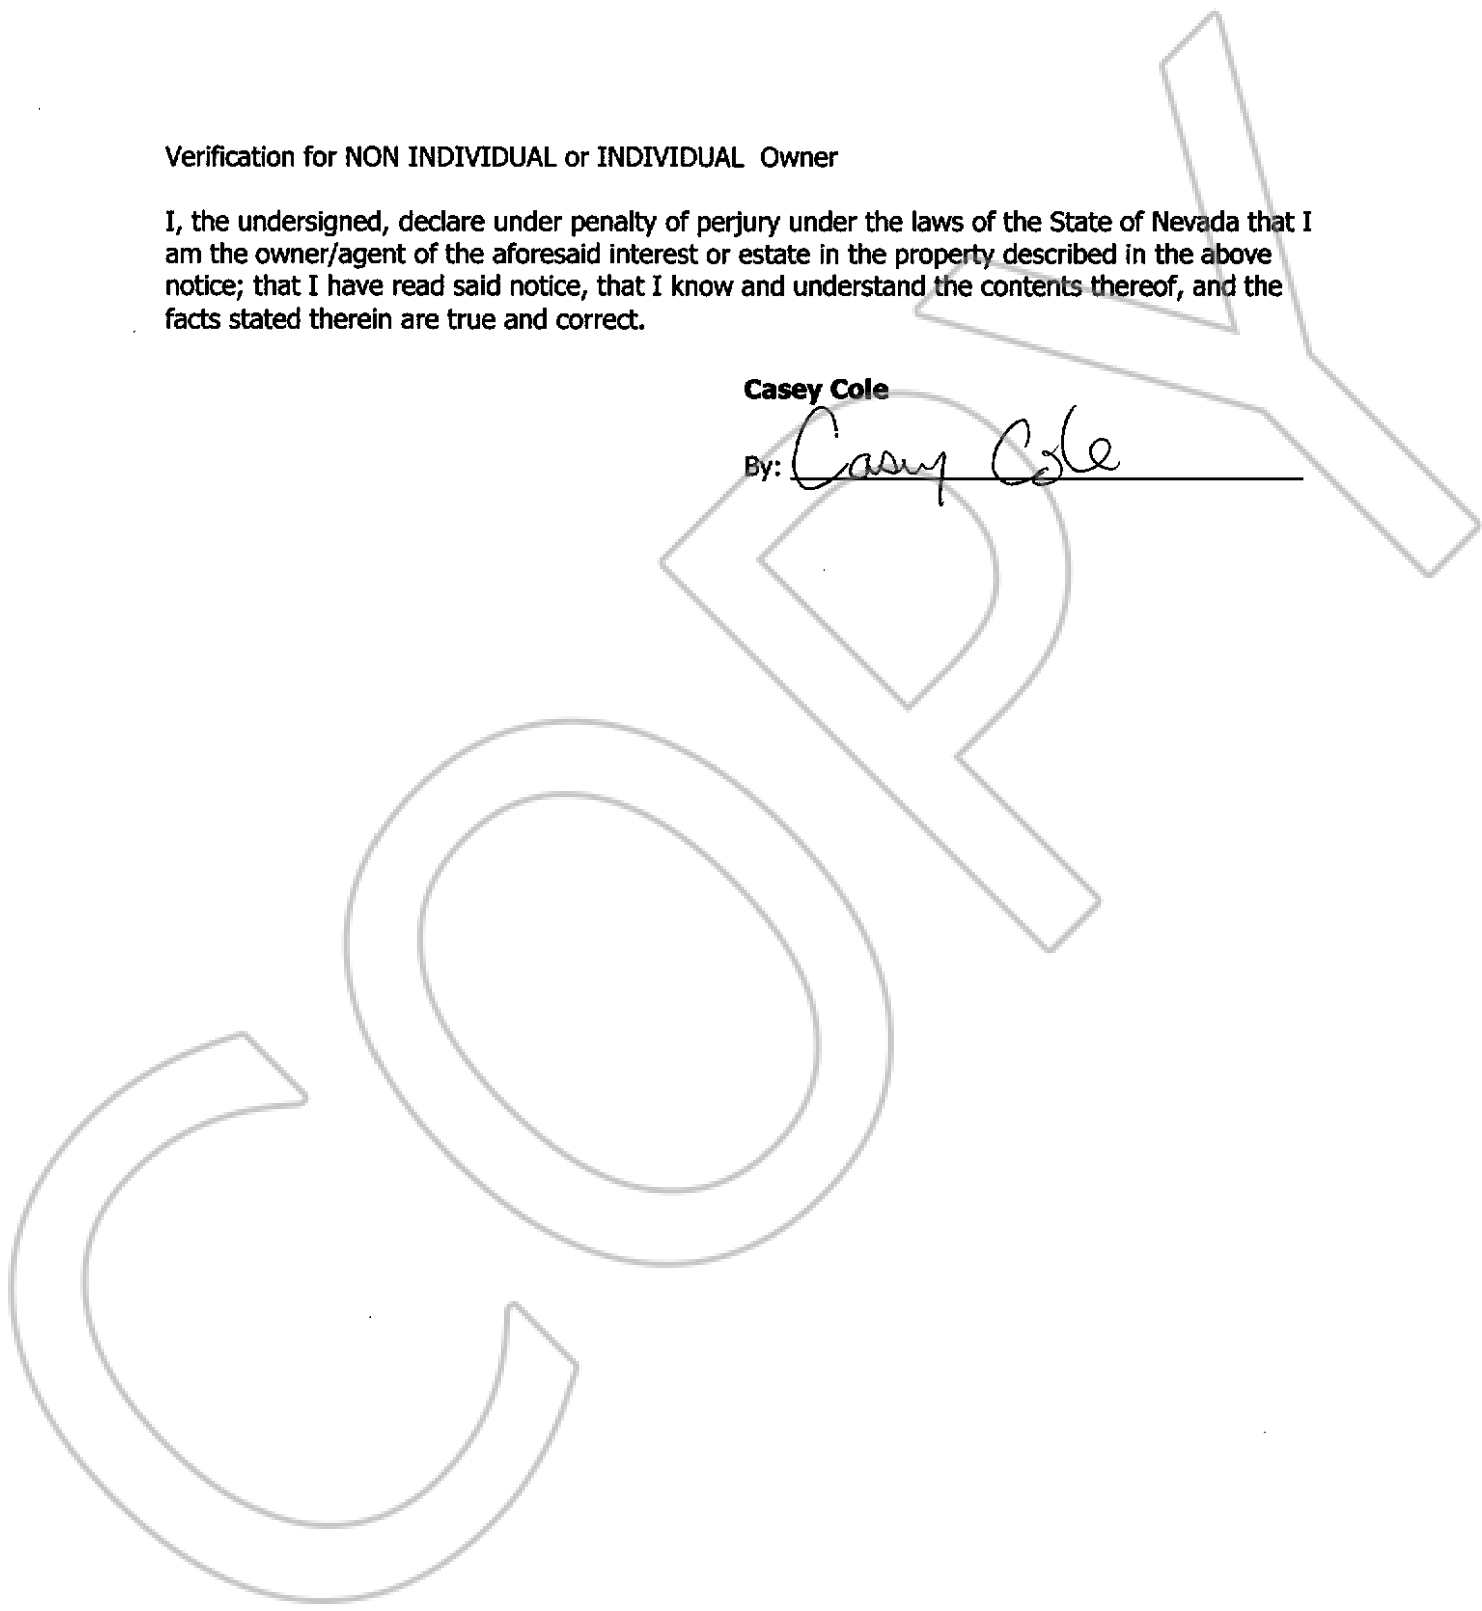 Verification for NON INDIVIDUAL or INDIVIDUAL Owner
I, the undersigned, declare under penalty of perjury under the laws of the State of Nevada that I
am the owner/agent of the aforesaid interest or estate in the property described in the above
notice; that I have read said notice, that I know and understand the contents thereof, and the
facts stated therein are true and correct.
Casey Cole
By: Casey Cole
COPY